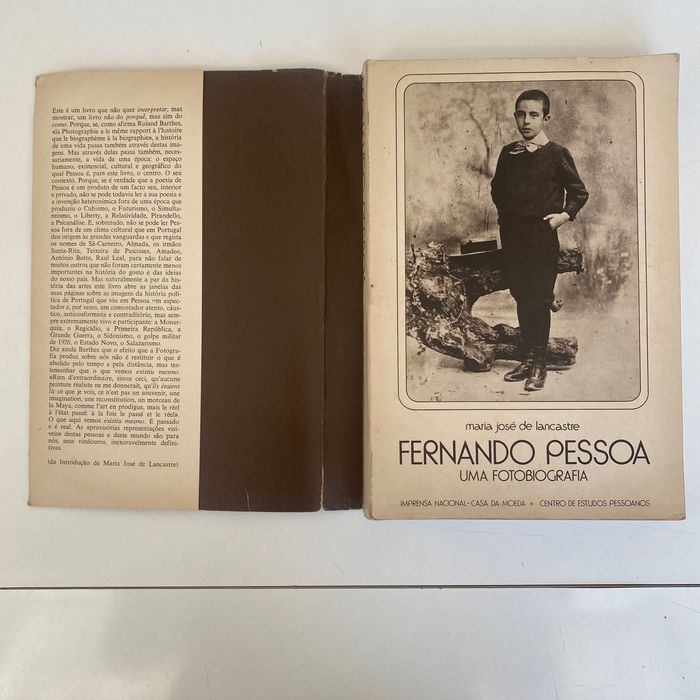 Este é um livro que não quer interpretar, mas
mostrar, um livro não do porquê, mas sim do
como. Porque, se, como afirma Roland Barthes,
«la Photographie a le même rapport à l'histoire
que le biographème à la biographie», a história
de uma vida passa também através destas ima-
gens. Mas através delas passa também, neces-
sariamente, a vida de uma época: o espaço
humano, existencial, cultural e geográfico do
qual Pessoa é, para este livro, o centro. O seu
contexto. Porque, se é verdade que a poesia de
Pessoa é um produto de um facto seu, interior
e privado, não se pode todavia ler a sua poesia e
a invenção heteronímica fora de uma época que
produziu o Cubismo, o Futurismo, o Simulta-
neismo, o Liberty, a Relatividade, Pirandello,
a Psicanálise. E, sobretudo, não se pode ler Pes-
soa fora de um clima cultural que em Portugal
deu origem às grandes vanguardas e que regista
os nomes de Sá-Carneiro, Almada, os irmãos
Santa-Rita, Teixeira de Pascoaes, Amadeo,
António Botto, Raul Leal, para não falar de
muitos outros que não foram certamente menos
importantes na história do gosto e das ideias
do nosso país. Mas naturalmente a par da his-
tória das artes este livro abre as janelas das
suas páginas sobre as imagens da história polí-
tica de Portugal que viu em Pessoa um especta-
dor e, por vezes, um comentador atento, cáus-
tico, anticonformista e contraditório, mas sem-
pre extremamente vivo e participante: a Monar-
quia, o Regicídio, a Primeira República, a
Grande Guerra, o Sidonismo, o golpe militar
de 1926, o Estado Novo, o Salazarismo.
Diz ainda Barthes que o efeito que a Fotogra-
fia produz sobre nós não é restituir o que é
abolido pelo tempo e pela distância, mas tes-
temunhar que o que vemos existiu mesmo.
«Rien d'extraordinaire, sinon ceci, qu'aucune
peinture réaliste ne me donnerait, qu'ils étaient
là: ce que je vois, ce n'est pas un souvenir, une
imagination, une reconstitution, un morceau de
la Maya, comme l'art en prodigue, mais le réel
à l'état passé: à la fois le passé et le réel».
O que aqui vemos existiu mesmo. É passado
e é real. As aprovisórias representações visí-
veis» destas pessoas e deste mundo são para
nós, seus vindouros, inexoravelmente defini-
tivas.
(da Introdução de Maria José de Lancastre)
maria josé de lancastre
FERNANDO PESSOA
UMA FOTOBIOGRAFIA
IMPRENSA NACIONAL-CASA DA MOEDA • CENTRO DE ESTUDOS PESSOANOS